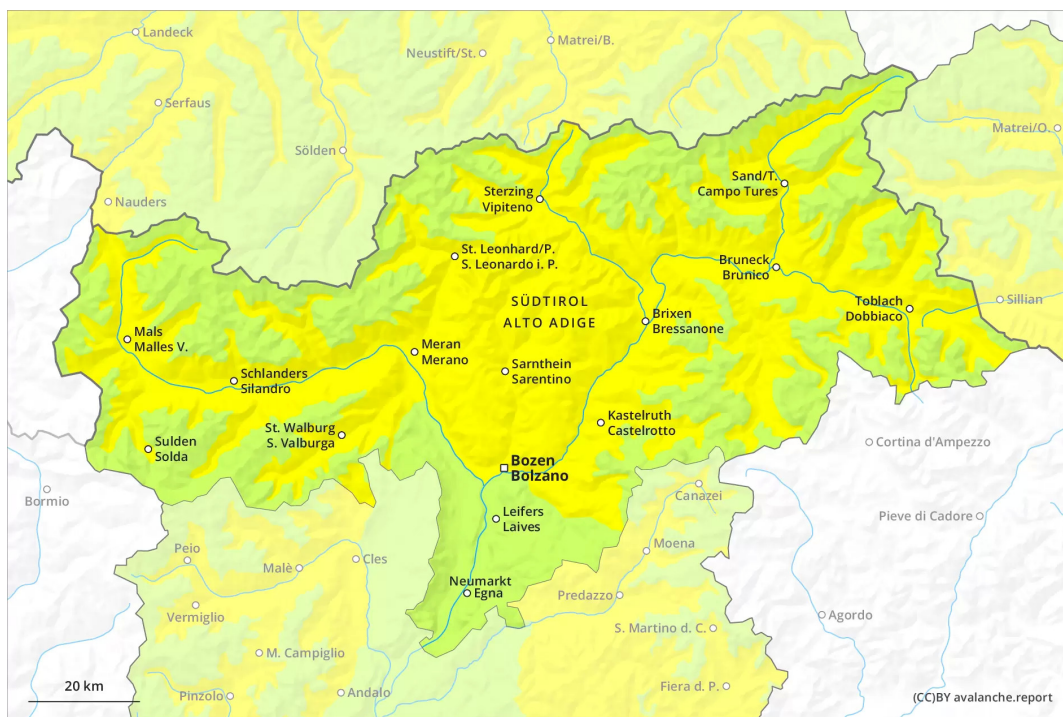 Landeck
Matrei/B.
Neustift/St.
Serfaus
Matrei/O.
Sölden
Sand/T.
Campo Tures
Sterzing
Vipiteno
Nauders
St. Leonhard/P.
S. Leonardo i. P.
Bruneck
Brunico
SÜDTIROL
ALTO ADIGE
Toblach
Dobbiaco
Sillian
Brixen
Bressanone
Mals
Malles V.
Meran
Merano
Sarnthein
Sarentino
Schlanders
Silandro
Kastelruth
Castelrotto
St. Walburg
S. Valburga
Sulden
Solda
Cortina d'Ampezzo
Bozen
Bolzano
Bormio
Canazei
Leifers
Laives
Pieve di Cadore
Moena
Peio
Cles
Malè
Neumarkt
Egna
Predazzo
Vermiglio
Agordo
S. Martino d. C.
M. Campiglio
20 km
Pinzolo
Andalo
Fiera d. P.
(CC)BY avalanche.report